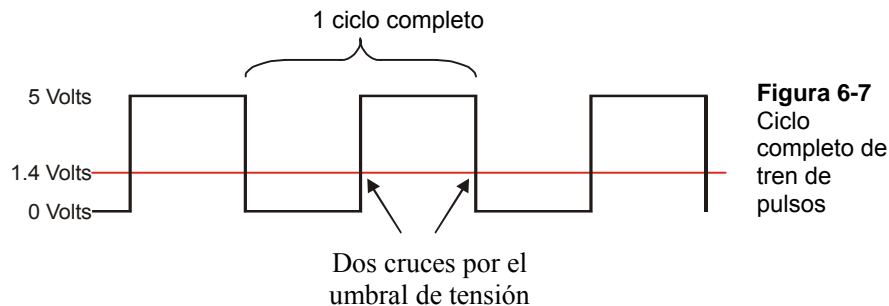 1 ciclo completo
5 Volts
1.4 Volts
0 Volts
Dos cruces por el
umbral de tensión
Figura 6-7
Ciclo
completo de
tren de
pulsos